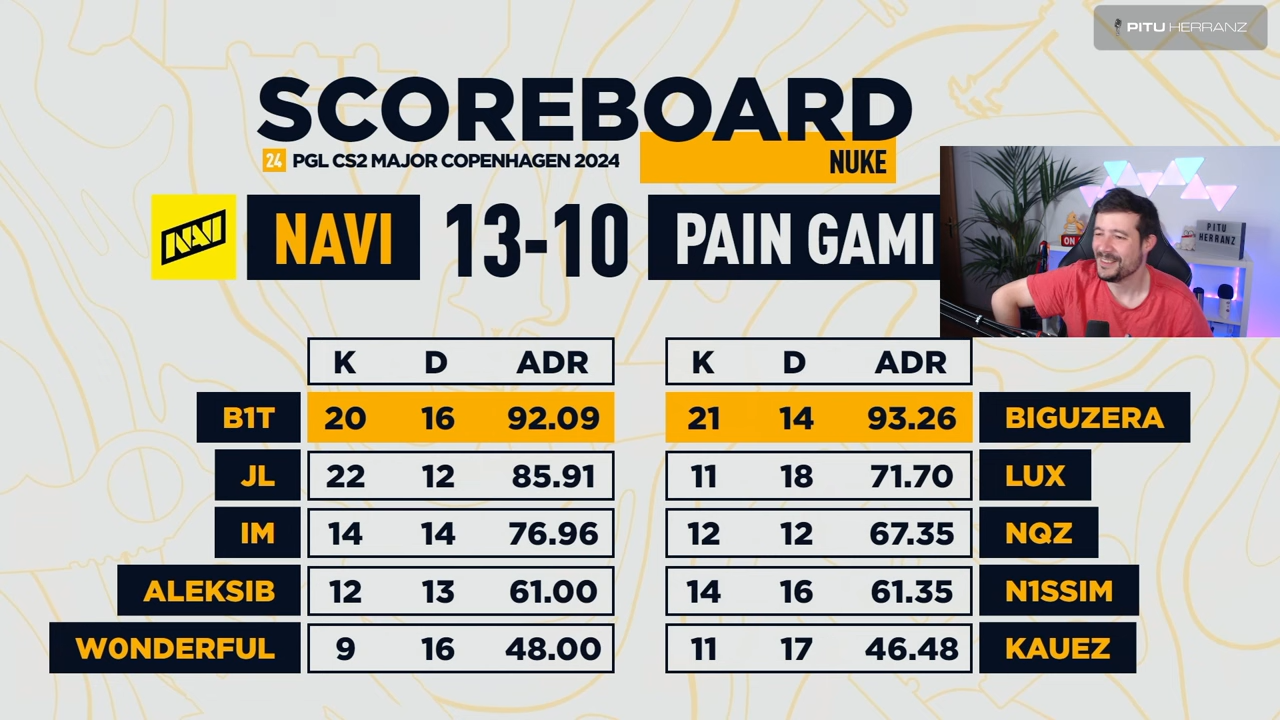 PITU HERRANZ
SCOREBOARD
24 PGL CS2 MAJOR COPENHAGEN 2024
NUKE
NAVI NAVI 13-10 PAIN GAMI
PITU
HERRANZ
ON
K D ADR K D ADR
B1T 20 16 92.09 21 14 93.26 BIGUZERA
JL 22 12 85.91 11 18 71.70 LUX
IM 14 14 76.96 12 12 67.35 NQZ
ALEKSIB 12 13 61.00 14 16 61.35 N1SSIM
W0NDERFUL 9 16 48.00 11 17 46.48 KAUEZ